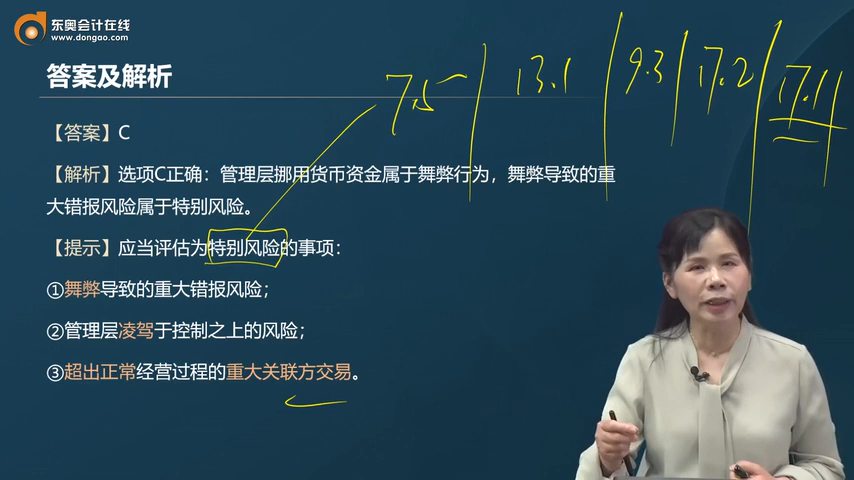 东奥会计在线
www.dongao.com
7.5 13.1 9.3 17.2 17.11
答案及解析
【答案】C
【解析】选项C正确：管理层挪用货币资金属于舞弊行为，舞弊导致的重
大错报风险属于特别风险。
【提示】应当评估为特别风险的事项：
①舞弊导致的重大错报风险；
②管理层凌驾于控制之上的风险；
③超出正常经营过程的重大关联方交易。